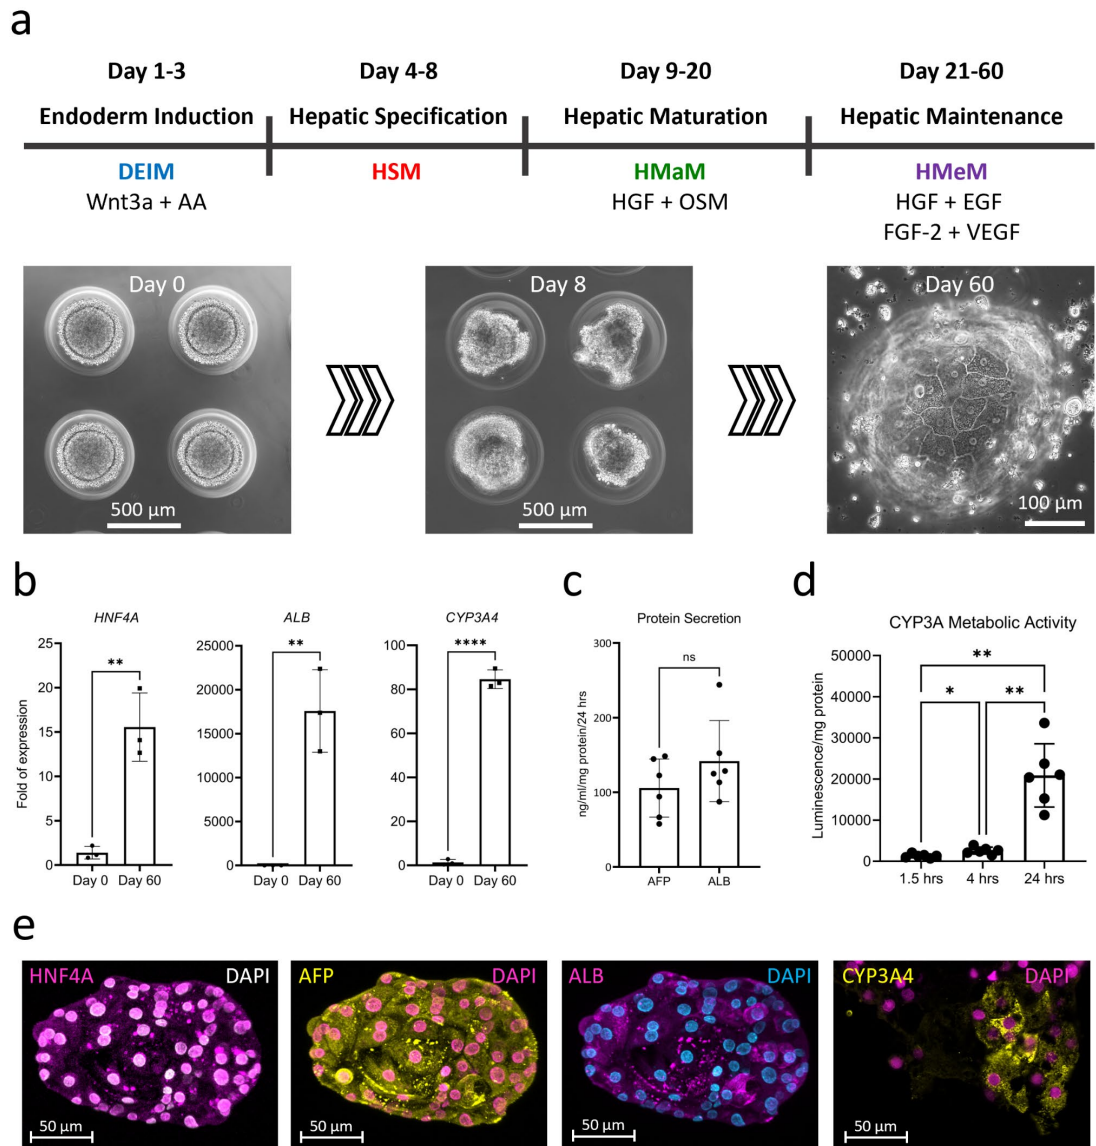 a
Day 1-3
Day 4-8
Day 9-20
Day 21-60
Endoderm Induction
Hepatic Specification
Hepatic Maturation
Hepatic Maintenance
DEIM
HSM
HMaM
HMeM
Wnt3a + AA
HGF + OSM
HGF + EGF
FGF-2 + VEGF
Day 0
Day 8
Day 60
500 µm
500 µm
100 µm
b
HNF4A
Fold of expression
25
20
15
10
5
0
**
Day 0
Day 60
ALB
25000
20000
15000
10000
5000
0
**
Day 0
Day 60
CYP3A4
100
80
60
40
20
0
****
Day 0
Day 60
c
Protein Secretion
ng/ml/mg protein/24 hrs
300
200
100
0
ns
AFP
ALB
d
CYP3A Metabolic Activity
Luminescence/mg protein
50000
40000
30000
20000
10000
0
**
*
**
1.5 hrs
4 hrs
24 hrs
e
HNF4A
DAPI
50 µm
AFP
DAPI
50 µm
ALB
DAPI
50 µm
CYP3A4
DAPI
50 µm